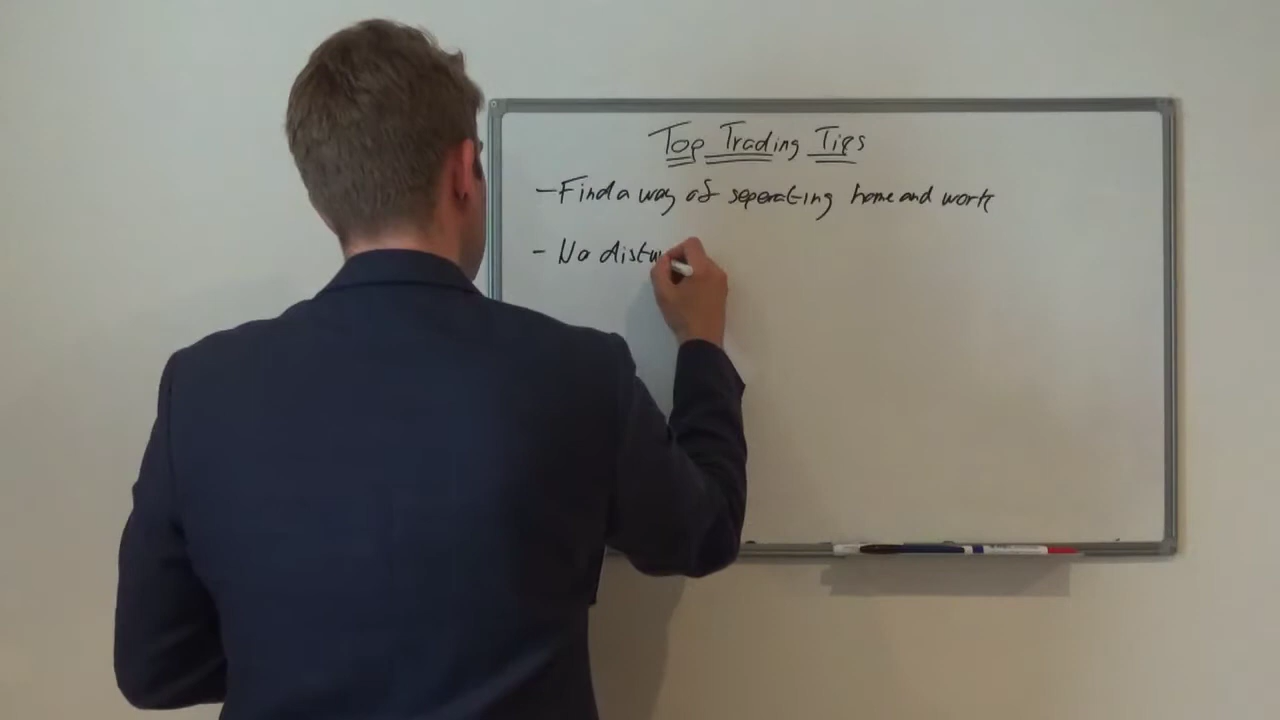 Top Trading Tips
- Find a way of seperating home and work
- No distu